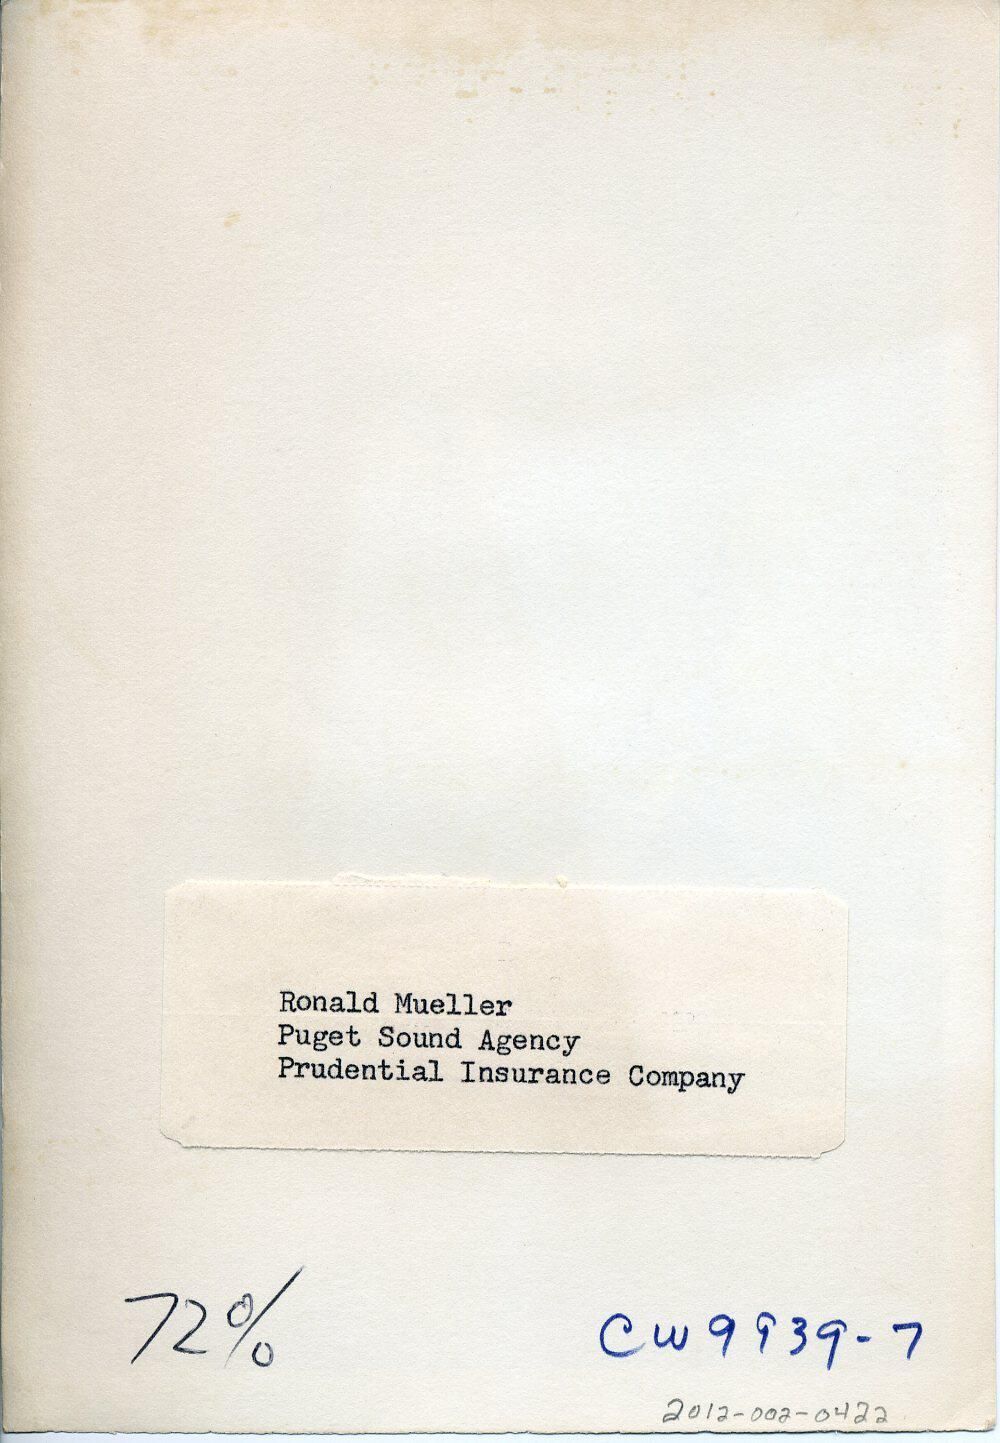 Ronald Mueller
Puget Sound Agency
Prudential Insurance Company
72%
CW9939-7
2012-002-0422